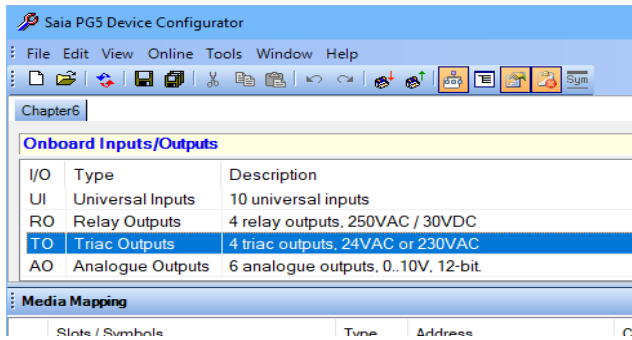 Saia PG5 Device Configurator
File Edit View Online Tools Window Help
Sym
Chapter6
Onboard Inputs/Outputs
I/O Type Description
UI Universal Inputs 10 universal inputs
RO Relay Outputs 4 relay outputs, 250VAC / 30VDC
TO Triac Outputs 4 triac outputs, 24VAC or 230VAC
AO Analogue Outputs 6 analogue outputs, 0..10V, 12-bit.
Media Mapping
Slots / Symbols Type Address